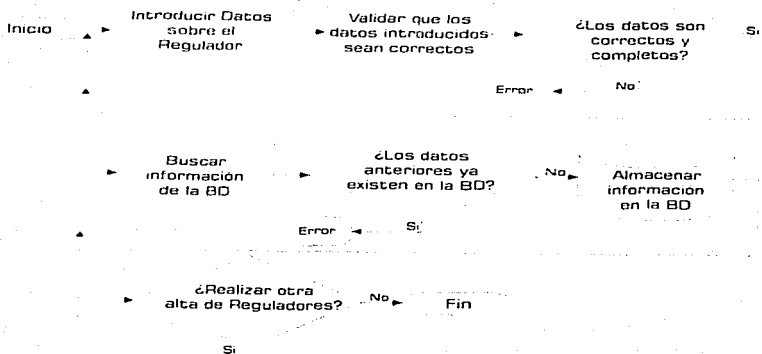 Inicio
Introducir Datos
sobre el
Regulador
Validar que los
datos introducidos
sean correctos
¿Los datos son
correctos y
completos?
Si
Error
No
Buscar
información
de la BD
¿Los datos
anteriores ya
existen en la BD?
No
Almacenar
información
en la BD
Error
Si
¿Realizar otra
alta de Reguladores?
No
Fin
Si